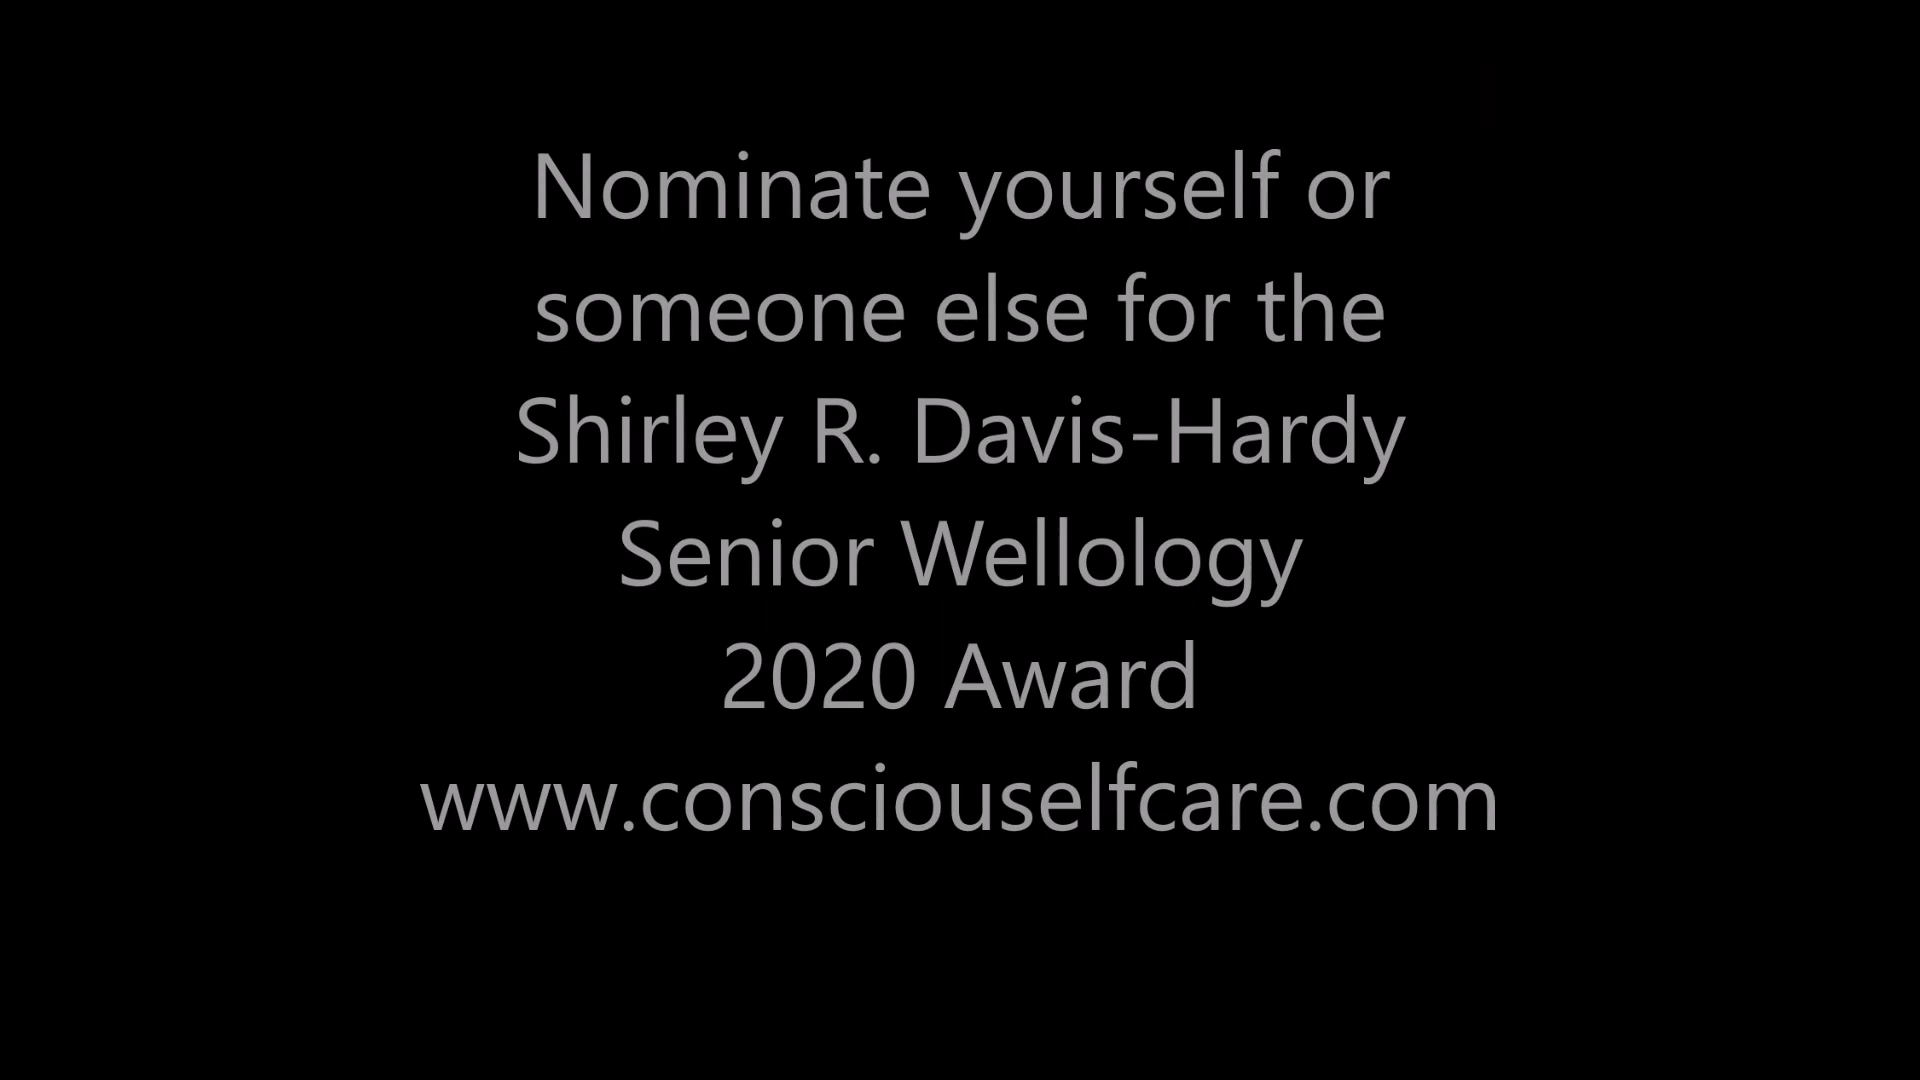 Nominate yourself or
someone else for the
Shirley R. Davis-Hardy
Senior Wellology
2020 Award
www.consciouselfcare.com